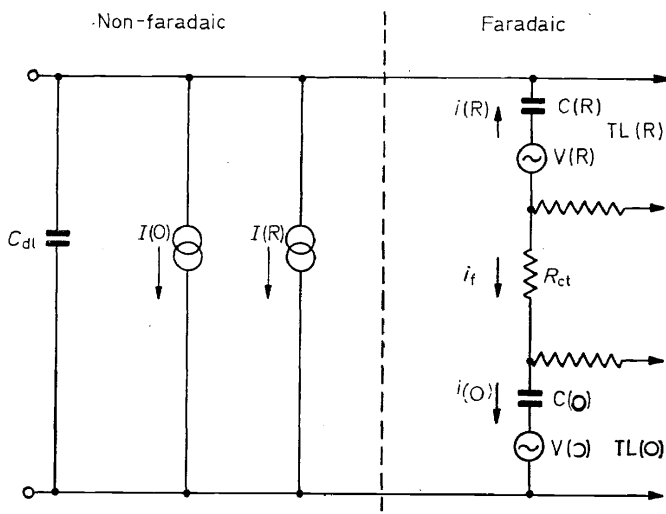 Non-faradaic
Faradaic
i(R)
C(R)
TL(R)
V(R)
C_dl
I(O)
I(R)
i_f
R_ct
i(O)
C(O)
V(O)
TL(O)